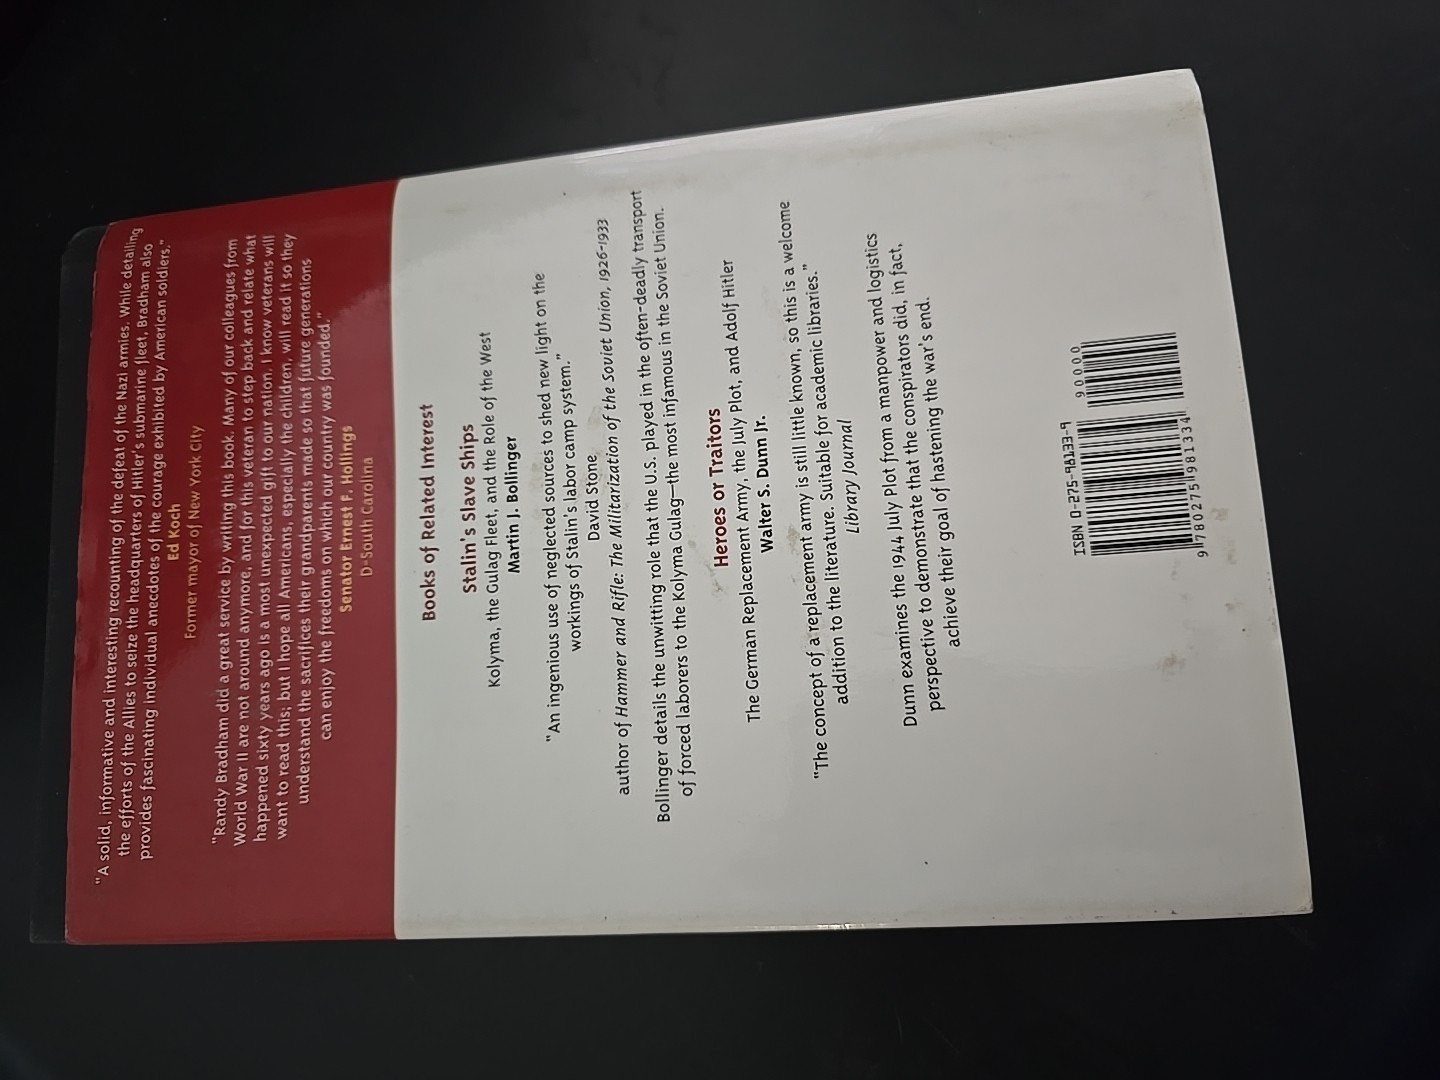 "A solid, informative and interesting recounting of the defeat of the Nazi armies. While detailing
the efforts of the Allies to seize the headquarters of Hitler's submarine fleet, Bradham also
provides fascinating individual anecdotes of the courage exhibited by American soldiers."
Ed Koch
Former mayor of New York City
"Randy Bradham did a great service by writing this book. Many of our colleagues from
World War II are not around anymore, and for this veteran to step back and relate what
happened sixty years ago is a most unexpected gift to our nation. I know veterans will
want to read this; but I hope all Americans, especially the children, will read it so they
understand the sacrifices their grandparents made so that future generations
can enjoy the freedoms on which our country was founded."
Senator Ernest F. Hollings
D-South Carolina
Books of Related Interest
Stalin's Slave Ships
Kolyma, the Gulag Fleet, and the Role of the West
Martin J. Bollinger
"An ingenious use of neglected sources to shed new light on the
workings of Stalin's labor camp system."
David Stone
author of Hammer and Rifle: The Militarization of the Soviet Union, 1926-1933
Bollinger details the unwitting role that the U.S. played in the often-deadly transport
of forced laborers to the Kolyma Gulag—the most infamous in the Soviet Union.
Heroes or Traitors
The German Replacement Army, the July Plot, and Adolf Hitler
Walter S. Dunn Jr.
"The concept of a replacement army is still little known, so this is a welcome
addition to the literature. Suitable for academic libraries."
Library Journal
Dunn examines the 1944 July Plot from a manpower and logistics
perspective to demonstrate that the conspirators did, in fact,
achieve their goal of hastening the war's end.
ISBN 0-275-98133-9
90000
9 780275 981334